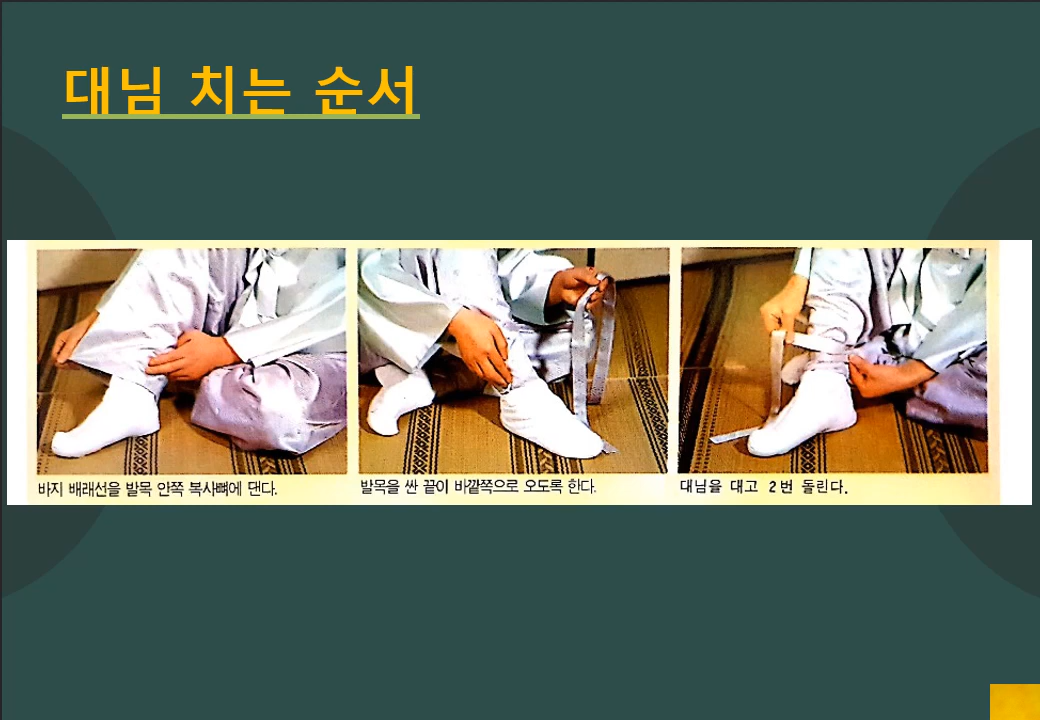 대님 치는 순서
바지 배래선을 발목 안쪽 복사뼈에 댄다.
발목을 싼 끝이 바깥쪽으로 오도록 한다.
대님을 대고 2번 돌린다.